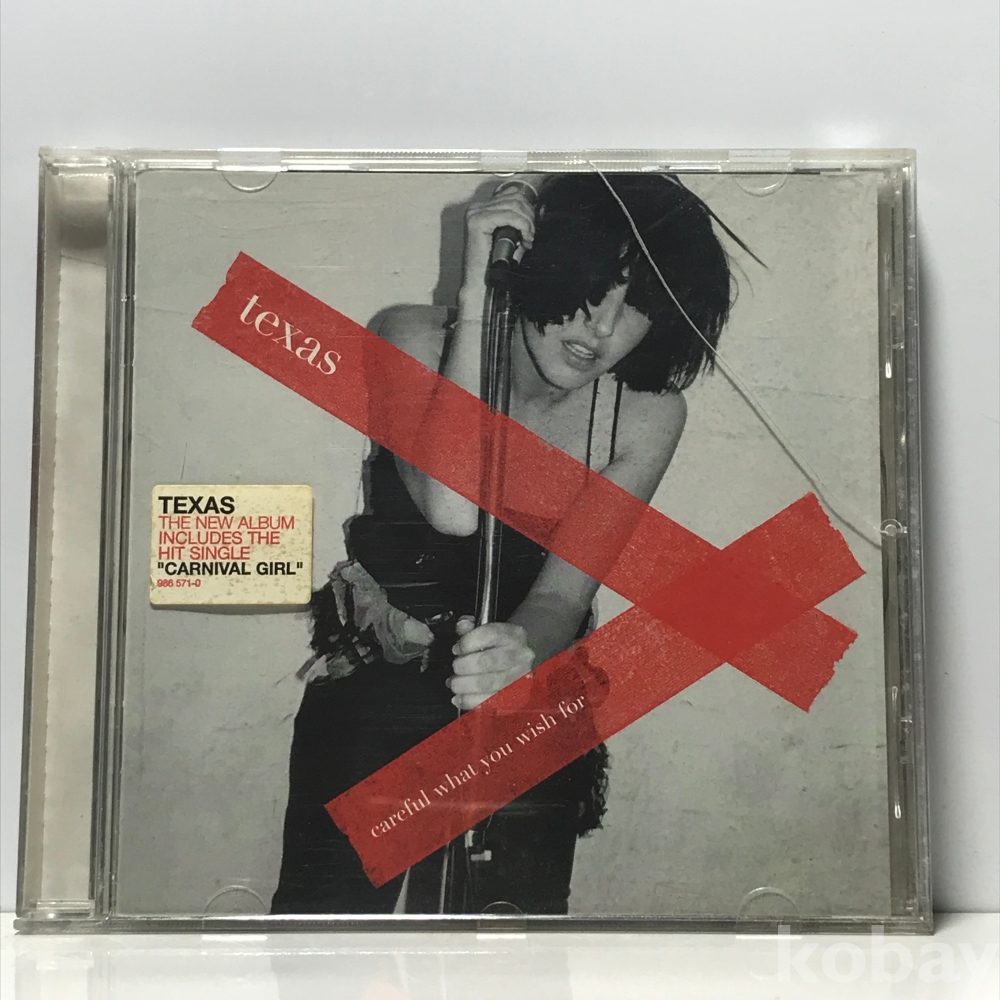 texas
TEXAS
THE NEW ALBUM
INCLUDES THE
HIT SINGLE
"CARNIVAL GIRL"
986 571-0
careful what you wish for
kobay